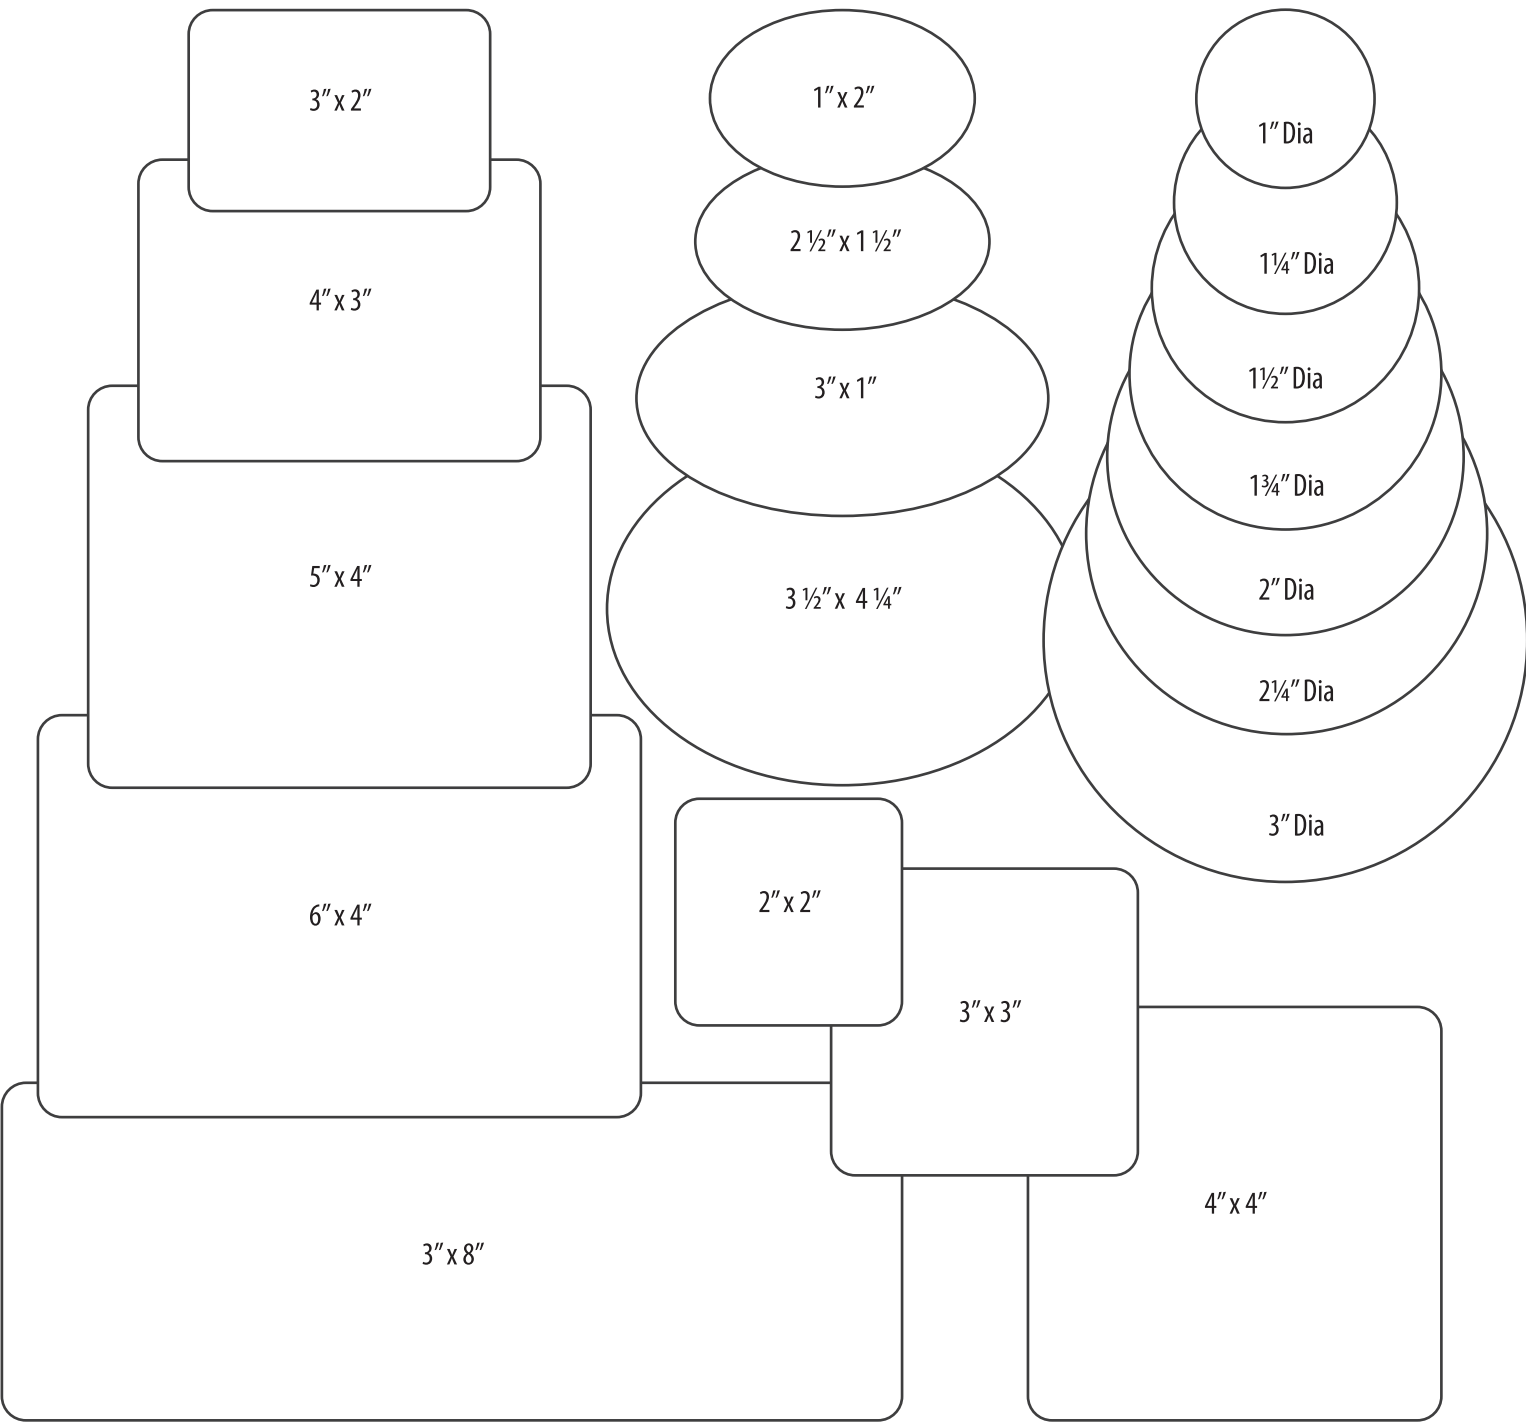 3” x 2”
4” x 3”
5” x 4”
6” x 4”
3” x 8”
1” x 2”
2 ½” x 1 ½”
3” x 1”
3 ½” x 4 ¼”
1” Dia
1¼” Dia
1½” Dia
1¾” Dia
2” Dia
2¼” Dia
3” Dia
2” x 2”
3” x 3”
4” x 4”